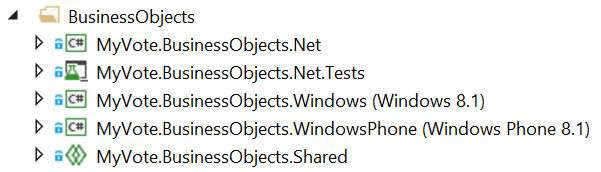 BusinessObjects
C# MyVote.BusinessObjects.Net
MyVote.BusinessObjects.Net.Tests
C# MyVote.BusinessObjects.Windows (Windows 8.1)
C# MyVote.BusinessObjects.WindowsPhone (Windows Phone 8.1)
MyVote.BusinessObjects.Shared